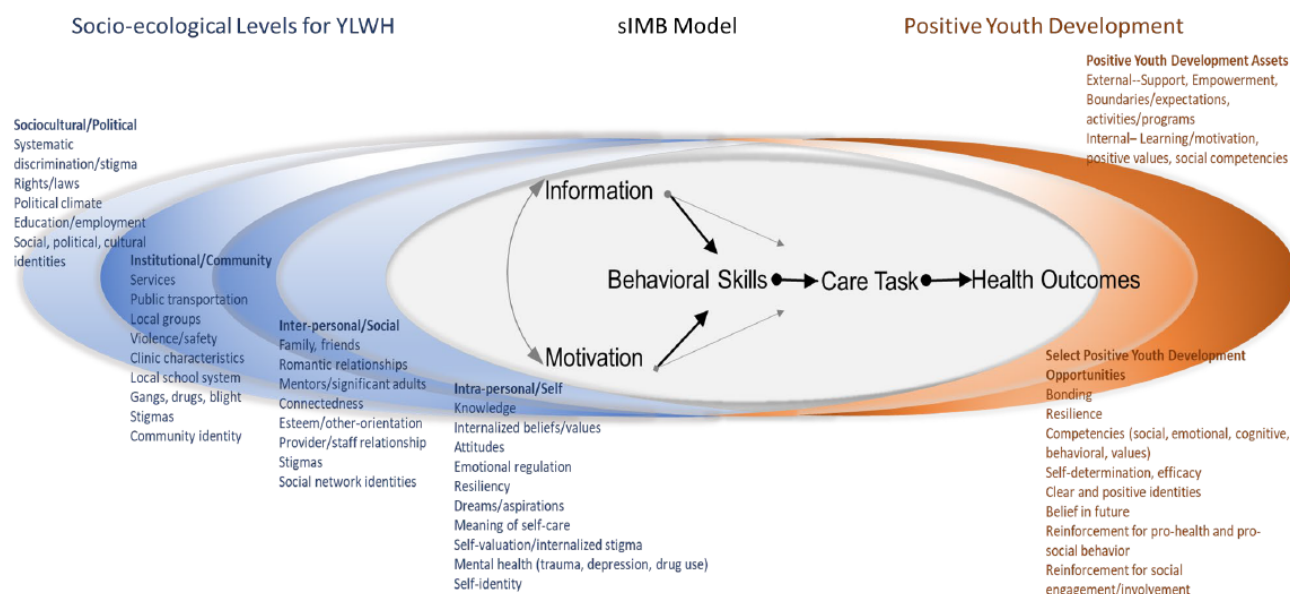 Socio-ecological Levels for YLWH
sIMB Model
Positive Youth Development
Positive Youth Development Assets
External--Support, Empowerment,
Boundaries/expectations,
activities/programs
Internal– Learning/motivation,
positive values, social competencies
Sociocultural/Political
Systematic
discrimination/stigma
Rights/laws
Political climate
Education/employment
Social, political, cultural
identities
Institutional/Community
Services
Public transportation
Local groups
Violence/safety
Clinic characteristics
Local school system
Gangs, drugs, blight
Stigmas
Community identity
Inter-personal/Social
Family, friends
Romantic relationships
Mentors/significant adults
Connectedness
Esteem/other-orientation
Provider/staff relationship
Stigmas
Social network identities
Intra-personal/Self
Knowledge
Internalized beliefs/values
Attitudes
Emotional regulation
Resiliency
Dreams/aspirations
Meaning of self-care
Self-valuation/internalized stigma
Mental health (trauma, depression, drug use)
Self-identity
Information
Behavioral Skills
Care Task
Health Outcomes
Motivation
Select Positive Youth Development
Opportunities
Bonding
Resilience
Competencies (social, emotional, cognitive,
behavioral, values)
Self-determination, efficacy
Clear and positive identities
Belief in future
Reinforcement for pro-health and pro-
social behavior
Reinforcement for social
engagement/involvement